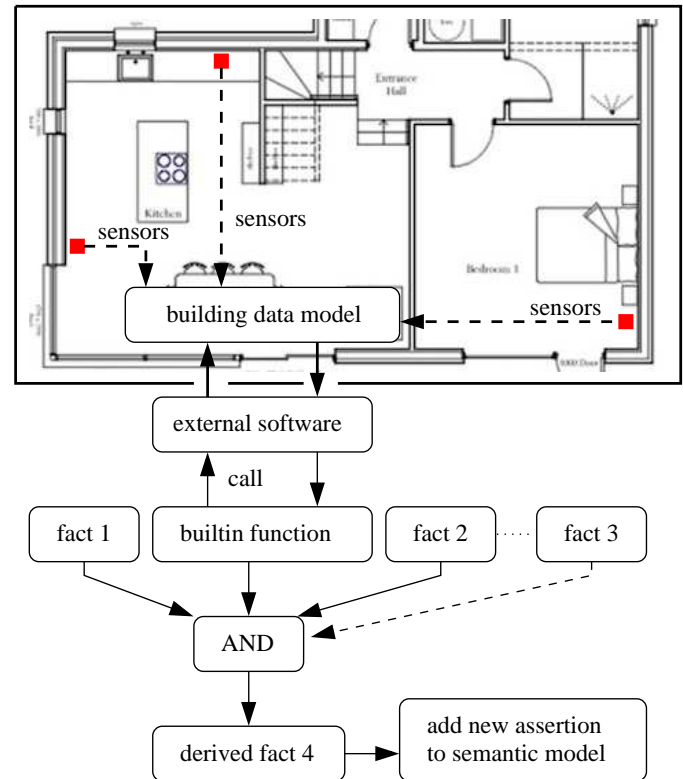 Entrance
Hall
Kitchen
sensors
sensors
Bedroom 1
building data model
sensors
external software
call
fact 1
builtin function
fact 2
fact 3
AND
derived fact 4
add new assertion
to semantic model